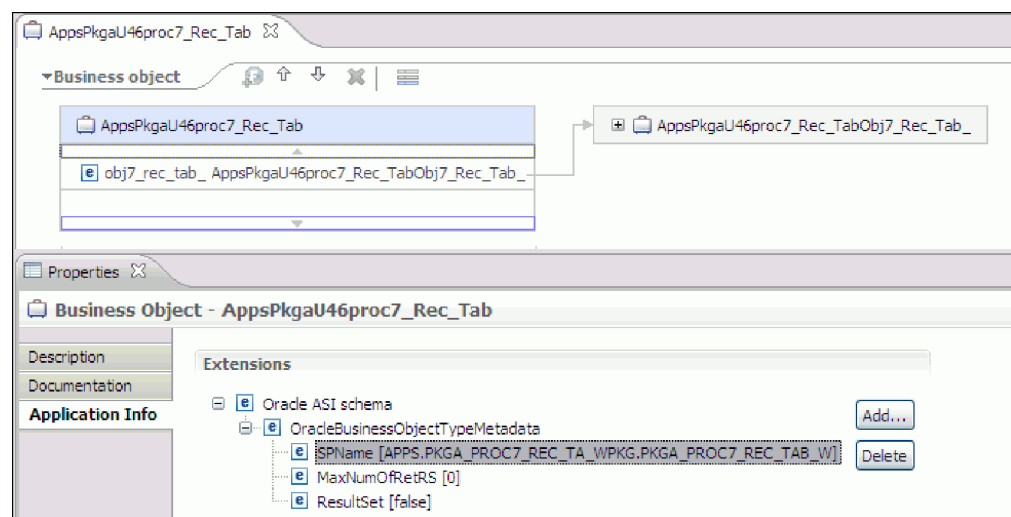 AppsPkgaU46proc7_Rec_Tab
Business object
AppsPkgaU46proc7_Rec_Tab
AppsPkgaU46proc7_Rec_TabObj7_Rec_Tab_
obj7_rec_tab_ AppsPkgaU46proc7_Rec_TabObj7_Rec_Tab_
Properties
Business Object - AppsPkgaU46proc7_Rec_Tab
Description
Documentation
Application Info
Extensions
Oracle ASI schema
OracleBusinessObjectTypeMetadata
SPName [APPS.PKGA_PROC7_REC_TA_WPKG.PKGA_PROC7_REC_TAB_W]
MaxNumOfRetRS [0]
ResultSet [false]
Add...
Delete